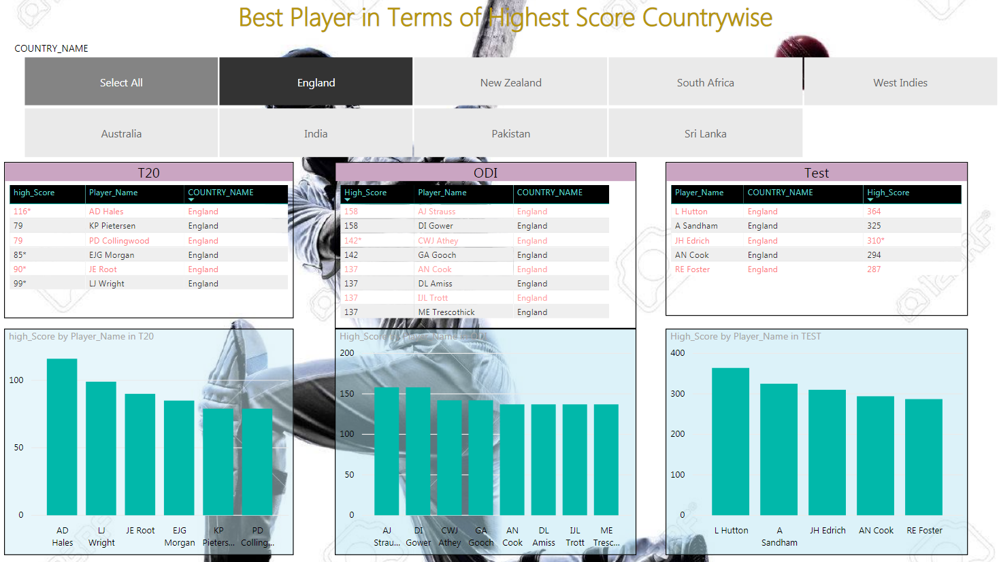 Best Player in Terms of Highest Score Countrywise
COUNTRY_NAME
Select All England New Zealand South Africa West Indies
Australia India Pakistan Sri Lanka
T20
high_Score Player_Name COUNTRY_NAME
116* AD Hales England
79 KP Pietersen England
79 PD Collingwood England
85* EJG Morgan England
90* JE Root England
99* LJ Wright England
ODI
High_Score Player_Name COUNTRY_NAME
158 AJ Strauss England
158 DI Gower England
142* CWJ Athey England
142 GA Gooch England
137 AN Cook England
137 DL Amiss England
137 IJL Trott England
137 ME Trescothick England
Test
Player_Name COUNTRY_NAME High_Score
L Hutton England 364
A Sandham England 325
JH Edrich England 310*
AN Cook England 294
RE Foster England 287
high_Score by Player_Name in T20
100
50
0
AD Hales
LJ Wright
JE Root
EJG Morgan
KP Pieters...
PD Colling...
High_Score by Player_Name in
200
150
100
50
0
AJ Strau...
DI Gower
CWJ Athey
GA Gooch
AN Cook
DL Amiss
IJL Trott
ME Tresc...
High_Score by Player_Name in TEST
400
300
200
100
0
L Hutton
A Sandham
JH Edrich
AN Cook
RE Foster
123RF